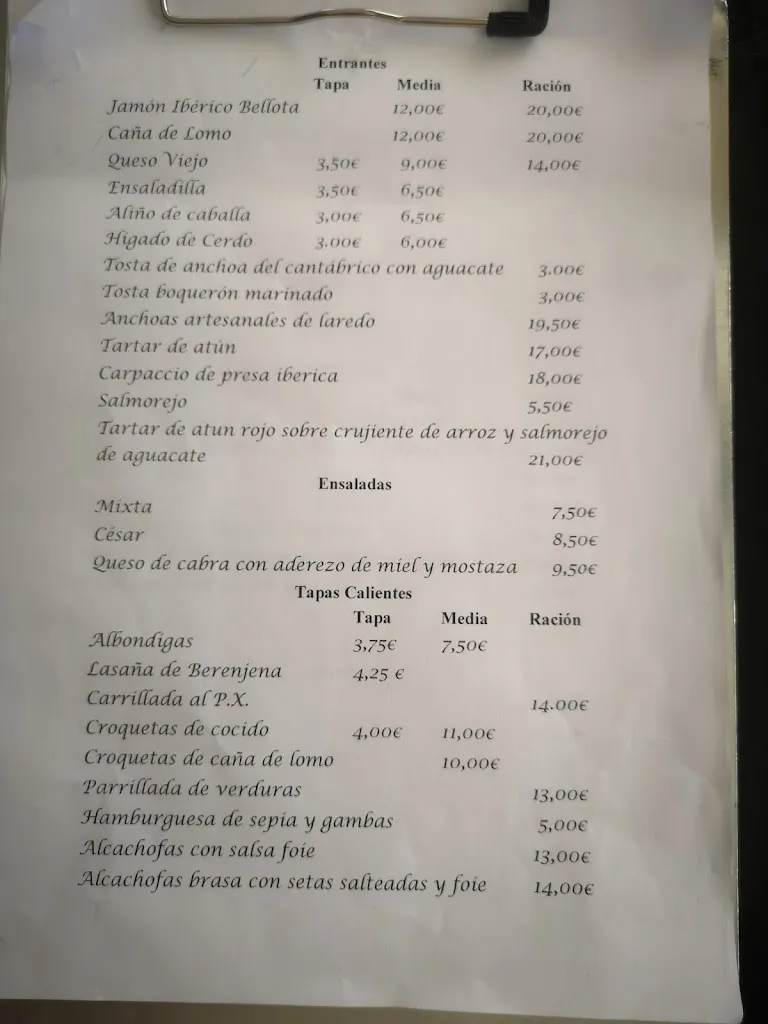 Entrantes
Tapa Media Ración
Jamón Ibérico Bellota 12,00€ 20,00€
Caña de Lomo 12,00€ 20,00€
Queso Viejo 3,50€ 9,00€ 14,00€
Ensaladilla 3,50€ 6,50€
Aliño de caballa 3,00€ 6,50€
Higado de Cerdo 3.00€ 6,00€
Tosta de anchoa del cantábrico con aguacate 3.00€
Tosta boquerón marinado 3,00€
Anchoas artesanales de laredo 19,50€
Tartar de atún 17,00€
Carpaccio de presa iberica 18,00€
Salmorejo 5,50€
Tartar de atun rojo sobre crujiente de arroz y salmorejo
de aguacate 21,00€
Ensaladas
Mixta 7,50€
César 8,50€
Queso de cabra con aderezo de miel y mostaza 9,50€
Tapas Calientes
Tapa Media Ración
Albondigas 3,75€ 7,50€
Lasaña de Berenjena 4,25 €
Carrillada al P.X. 14.00€
Croquetas de cocido 4,00€ 11,00€
Croquetas de caña de lomo 10,00€
Parrillada de verduras 13,00€
Hamburguesa de sepia y gambas 5,00€
Alcachofas con salsa foie 13,00€
Alcachofas brasa con setas salteadas y foie 14,00€